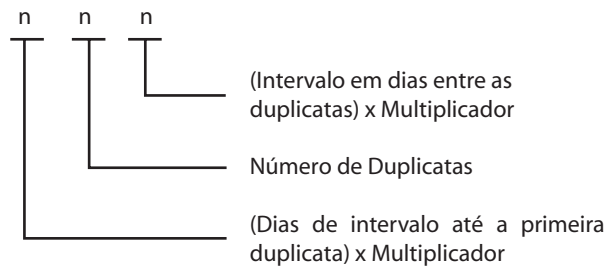 n n n
(Intervalo em dias entre as
duplicatas) x Multiplicador
Número de Duplicatas
(Dias de intervalo até a primeira
duplicata) x Multiplicador